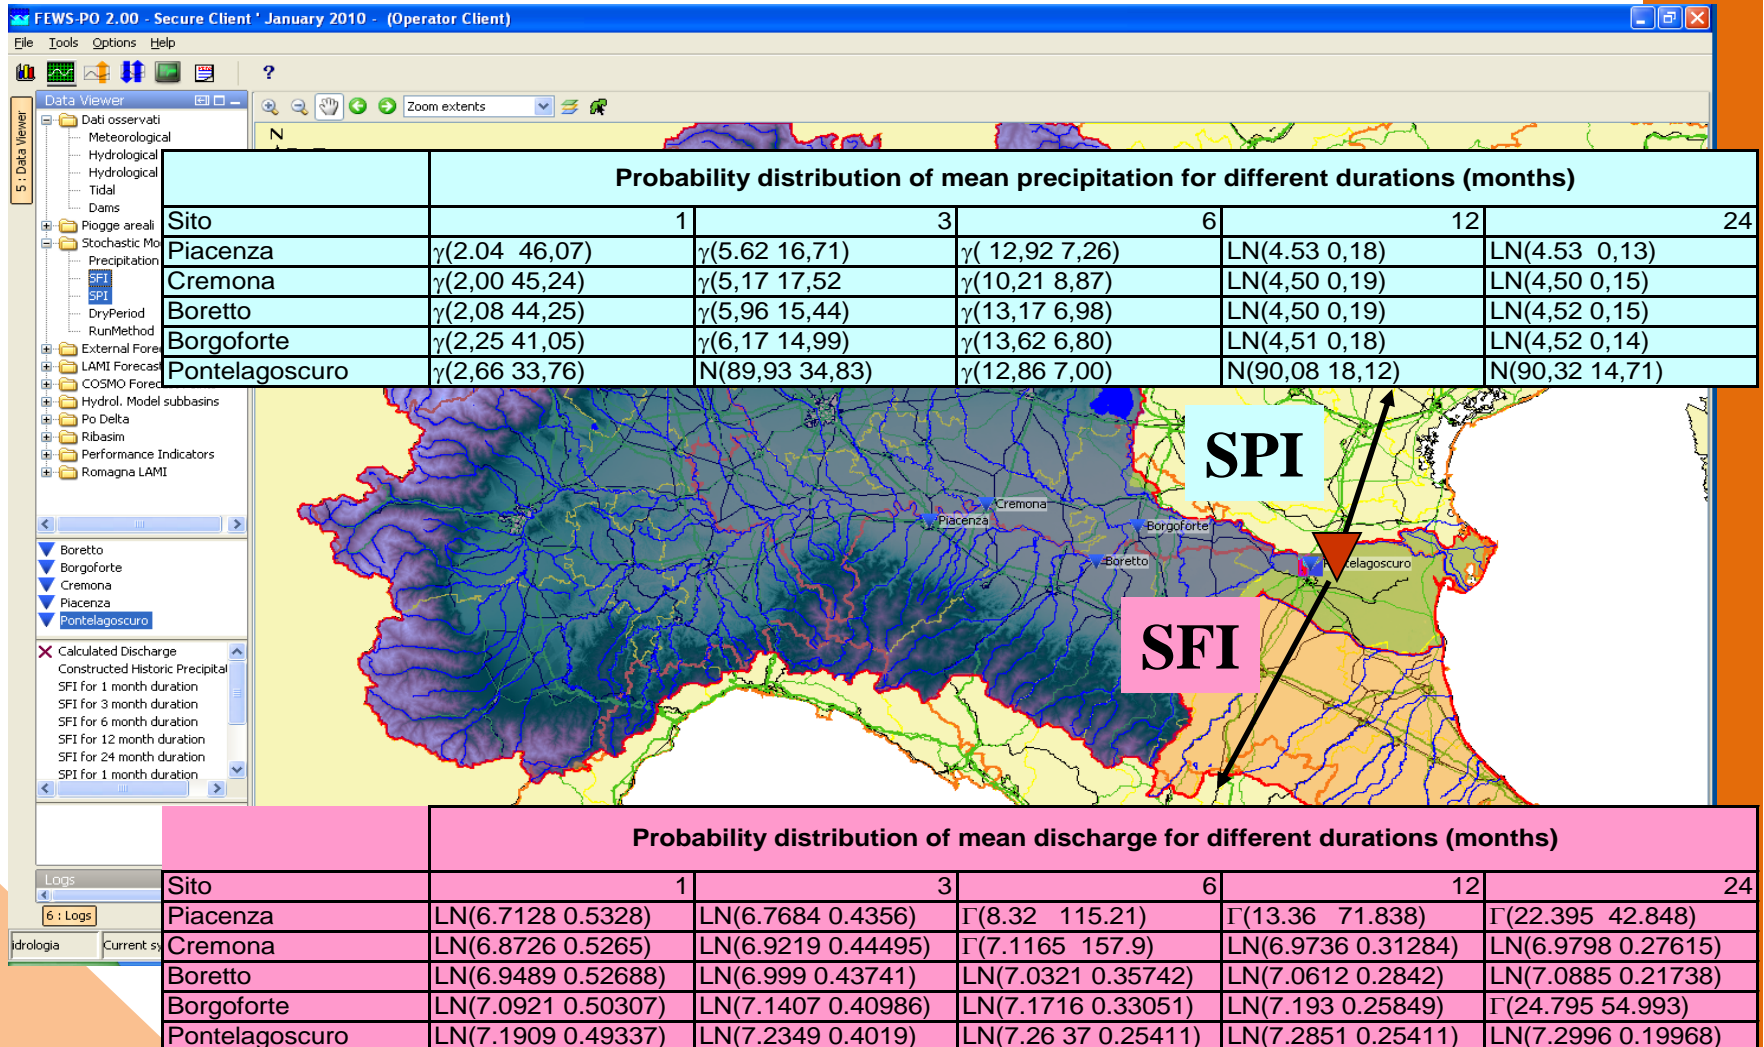 FEWS-PO 2.00 - Secure Client ' January 2010 - (Operator Client)
File Tools Options Help
?
5 : Data Viewer
Data Viewer
Zoom extents
N
Dati osservati
Meteorological
Hydrological
Hydrological
Tidal
Dams
Piogge areali
Stochastic Mo
Precipitation
SFI
SPI
DryPeriod
RunMethod
External Fore
LAMI Forecast
COSMO Forec
Hydrol. Model subbasins
Po Delta
Ribasim
Performance Indicators
Romagna LAMI
Boretto
Borgoforte
Cremona
Piacenza
Pontelagoscuro
Calculated Discharge
Constructed Historic Precipitat
SFI for 1 month duration
SFI for 3 month duration
SFI for 6 month duration
SFI for 12 month duration
SFI for 24 month duration
SPI for 1 month duration
Logs
6 : Logs
idrologia Current sy
Probability distribution of mean precipitation for different durations (months)
Sito 1 3 6 12 24
Piacenza γ(2.04 46,07) γ(5.62 16,71) γ( 12,92 7,26) LN(4.53 0,18) LN(4.53 0,13)
Cremona γ(2,00 45,24) γ(5,17 17,52 γ(10,21 8,87) LN(4,50 0,19) LN(4,50 0,15)
Boretto γ(2,08 44,25) γ(5,96 15,44) γ(13,17 6,98) LN(4,50 0,19) LN(4,52 0,15)
Borgoforte γ(2,25 41,05) γ(6,17 14,99) γ(13,62 6,80) LN(4,51 0,18) LN(4,52 0,14)
Pontelagoscuro γ(2,66 33,76) N(89,93 34,83) γ(12,86 7,00) N(90,08 18,12) N(90,32 14,71)
SPI
Cremona
Piacenza
Borgoforte
Boretto
telagoscuro
SFI
Probability distribution of mean discharge for different durations (months)
Sito 1 3 6 12 24
Piacenza LN(6.7128 0.5328) LN(6.7684 0.4356) Γ(8.32 115.21) Γ(13.36 71.838) Γ(22.395 42.848)
Cremona LN(6.8726 0.5265) LN(6.9219 0.44495) Γ(7.1165 157.9) LN(6.9736 0.31284) LN(6.9798 0.27615)
Boretto LN(6.9489 0.52688) LN(6.999 0.43741) LN(7.0321 0.35742) LN(7.0612 0.2842) LN(7.0885 0.21738)
Borgoforte LN(7.0921 0.50307) LN(7.1407 0.40986) LN(7.1716 0.33051) LN(7.193 0.25849) Γ(24.795 54.993)
Pontelagoscuro LN(7.1909 0.49337) LN(7.2349 0.4019) LN(7.26 37 0.25411) LN(7.2851 0.25411) LN(7.2996 0.19968)